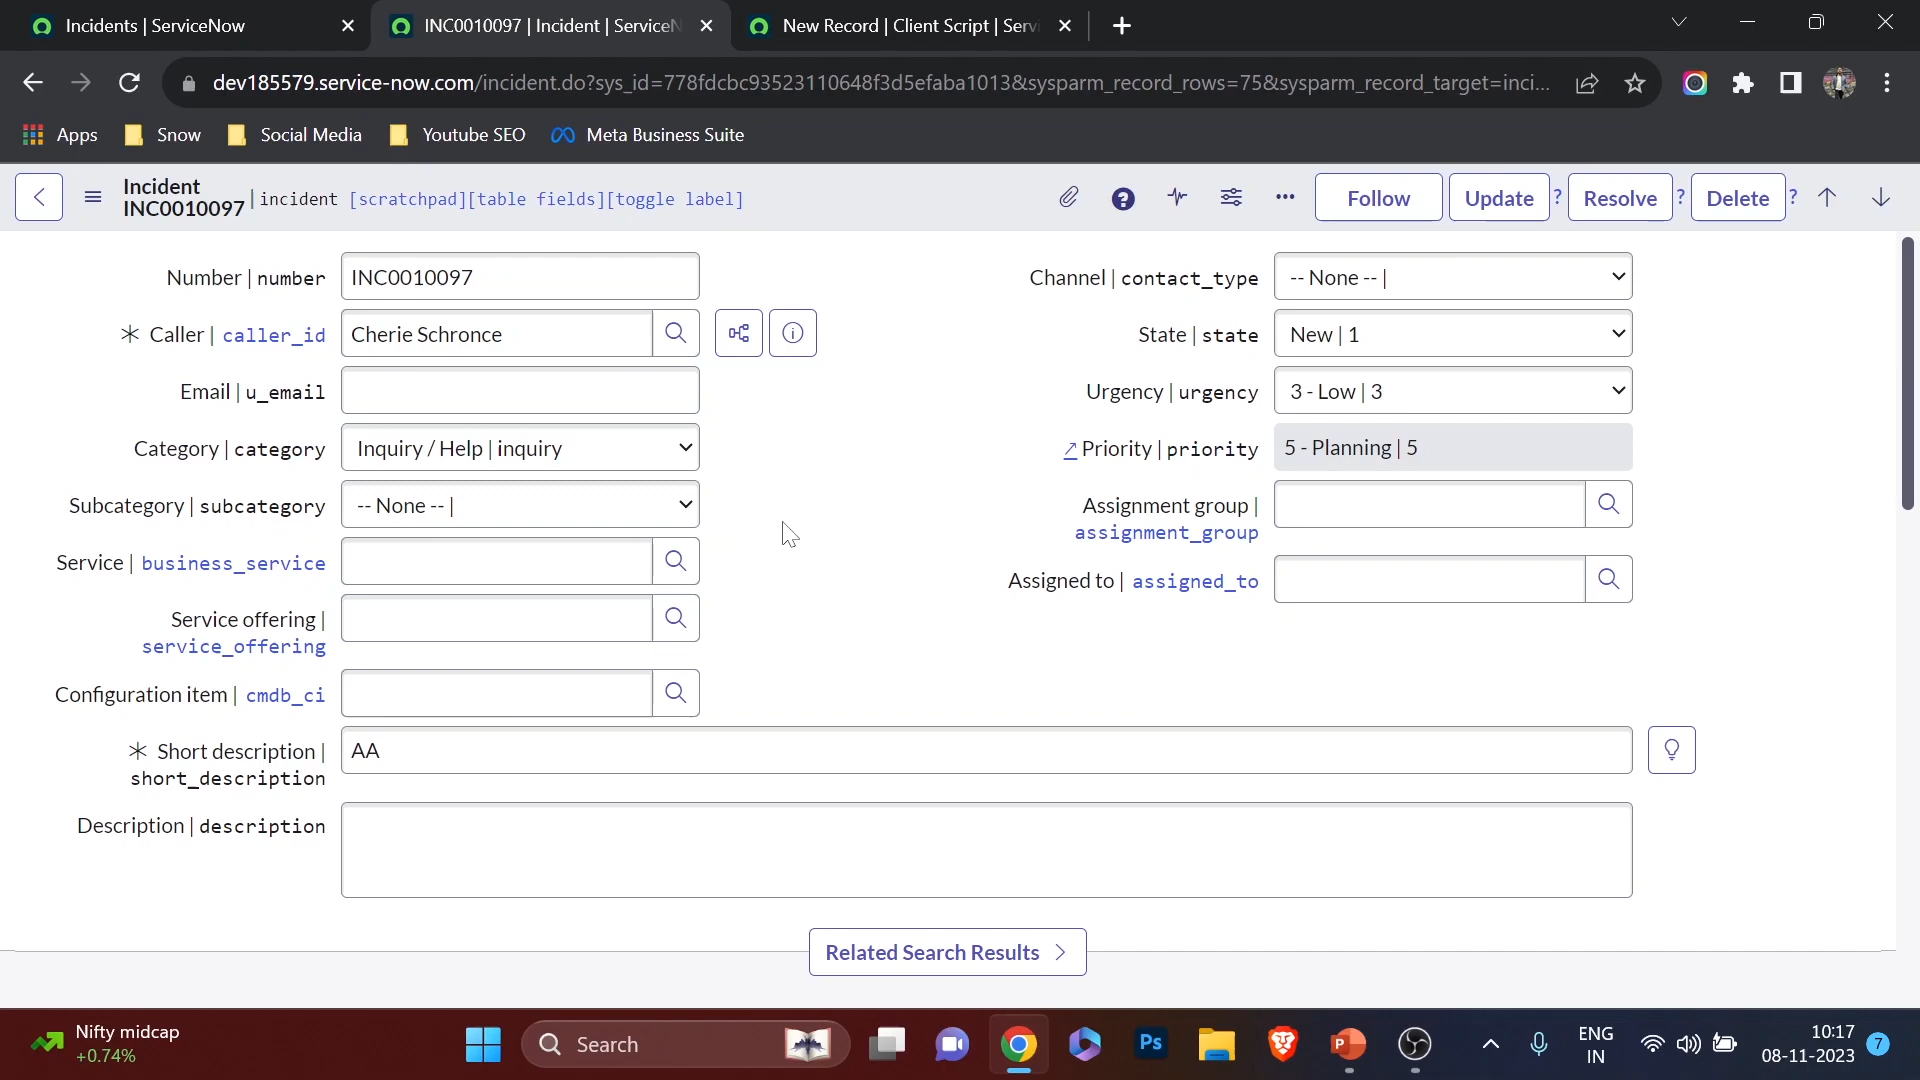 Incidents | ServiceNow
INC0010097 | Incident | ServiceN
New Record | Client Script | Servi
dev185579.service-now.com/incident.do?sys_id=778fdcbc93523110648f3d5efaba1013&sysparm_record_rows=75&sysparm_record_target=inci...
Apps
Snow
Social Media
Youtube SEO
Meta Business Suite
Incident
INC0010097 | incident [scratchpad][table fields][toggle label]
Follow
Update ?
Resolve ?
Delete ?
Number | number
INC0010097
Channel | contact_type
-- None -- |
Caller | caller_id
Cherie Schronce
State | state
New | 1
Email | u_email
Urgency | urgency
3 - Low | 3
Category | category
Inquiry / Help | inquiry
Priority | priority
5 - Planning | 5
Subcategory | subcategory
-- None -- |
Assignment group |
assignment_group
Service | business_service
Assigned to | assigned_to
Service offering |
service_offering
Configuration item | cmdb_ci
Short description |
short_description
AA
Description | description
Related Search Results
Nifty midcap
+0.74%
Search
Ps
P
ENG
IN
10:17
08-11-2023
7